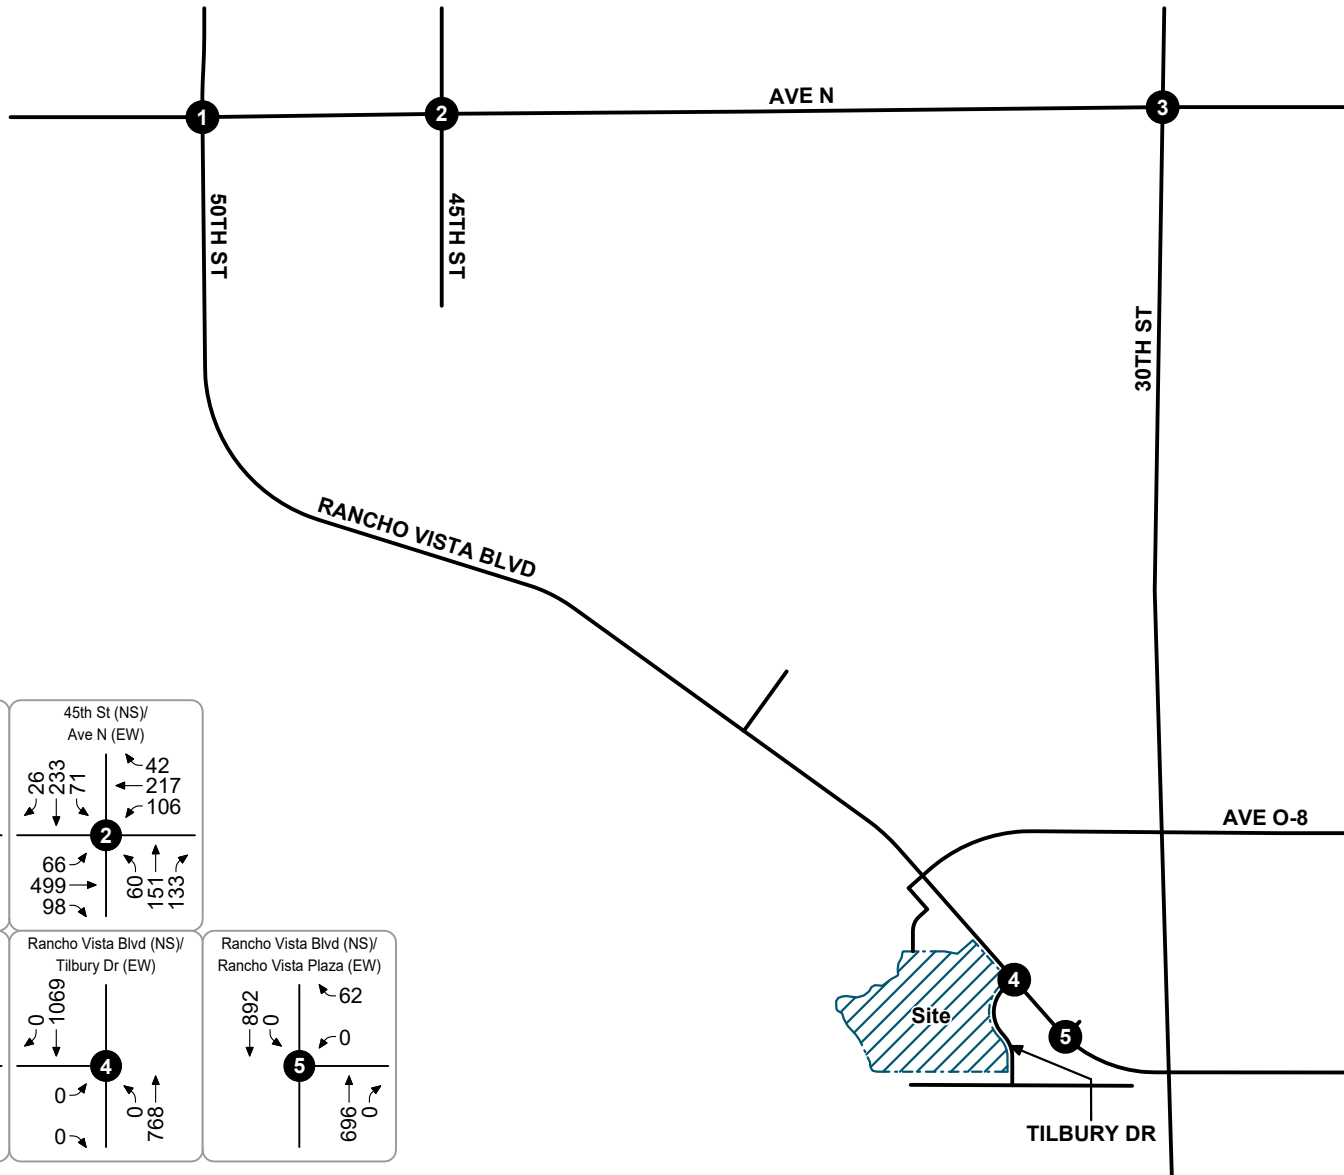 AVE N
1
2
3
50TH ST
45TH ST
30TH ST
RANCHO VISTA BLVD
AVE O-8
4
Site
5
TILBURY DR
45th St (NS)/
Ave N (EW)
26
233
71
42
217
106
2
66
499
98
60
151
133
Rancho Vista Blvd (NS)/
Tilbury Dr (EW)
0
1069
4
0
0
0
768
Rancho Vista Blvd (NS)/
Rancho Vista Plaza (EW)
892
0
62
0
5
696
0